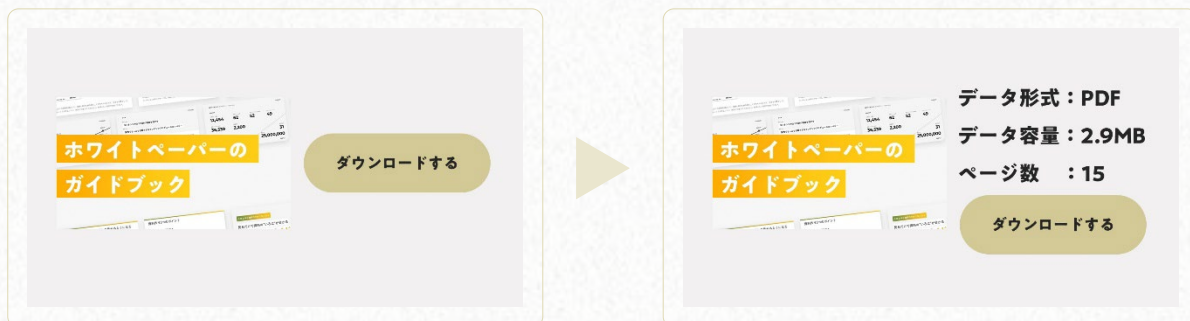 ホワイトペーパーの
ガイドブック
ダウンロードする
ホワイトペーパーの
ガイドブック
データ形式：PDF
データ容量：2.9MB
ページ数　：15
ダウンロードする